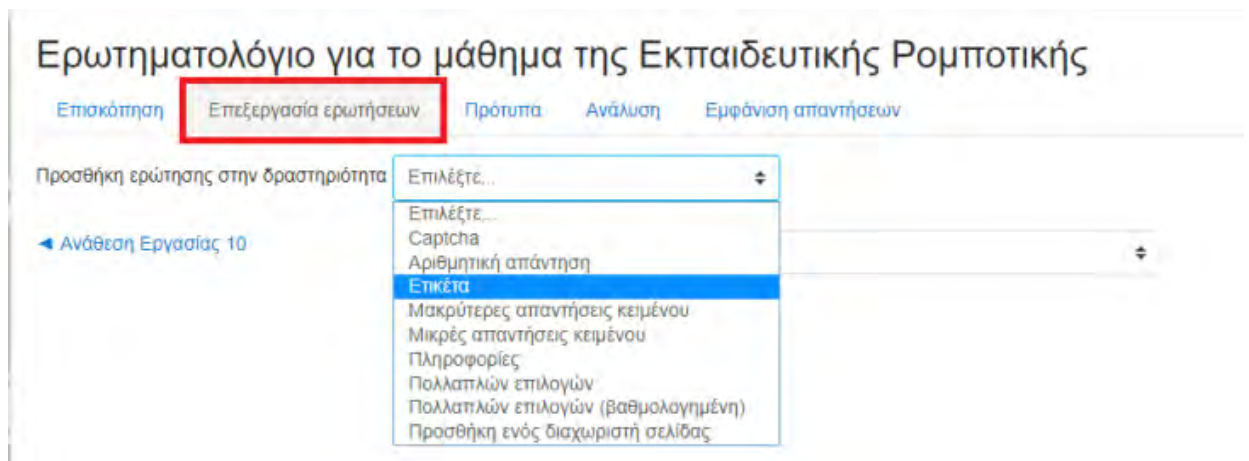 Ερωτηματολόγιο για το μάθημα της Εκπαιδευτικής Ρομποτικής
Επισκόπηση Επεξεργασία ερωτήσεων Πρότυπα Ανάλυση Εμφάνιση απαντήσεων
Προσθήκη ερώτησης στην δραστηριότητα Επιλέξτε...
Επιλέξτε...
Captcha
◄ Ανάθεση Εργασίας 10
Αριθμητική απάντηση
Ετικέτα
Μακρύτερες απαντήσεις κειμένου
Μικρές απαντήσεις κειμένου
Πληροφορίες
Πολλαπλών επιλογών
Πολλαπλών επιλογών (βαθμολογημένη)
Προσθήκη ενός διαχωριστή σελίδας